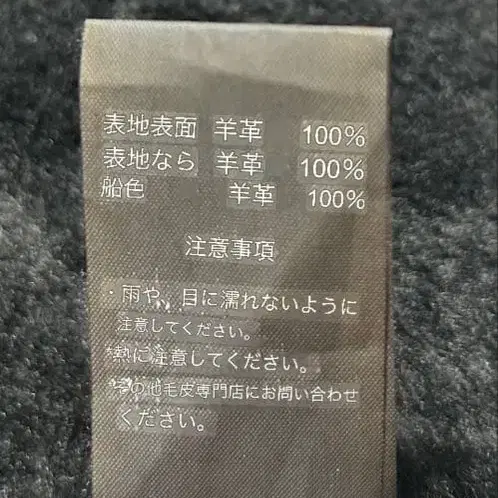 表地表面 羊革 100%
表地なら 羊革 100%
船色 羊革 100%
注意事項
・雨や、目に濡れないように
注意してください。
*熱に注意してください。
*その他毛皮専門店にお問い合わせ
ください。